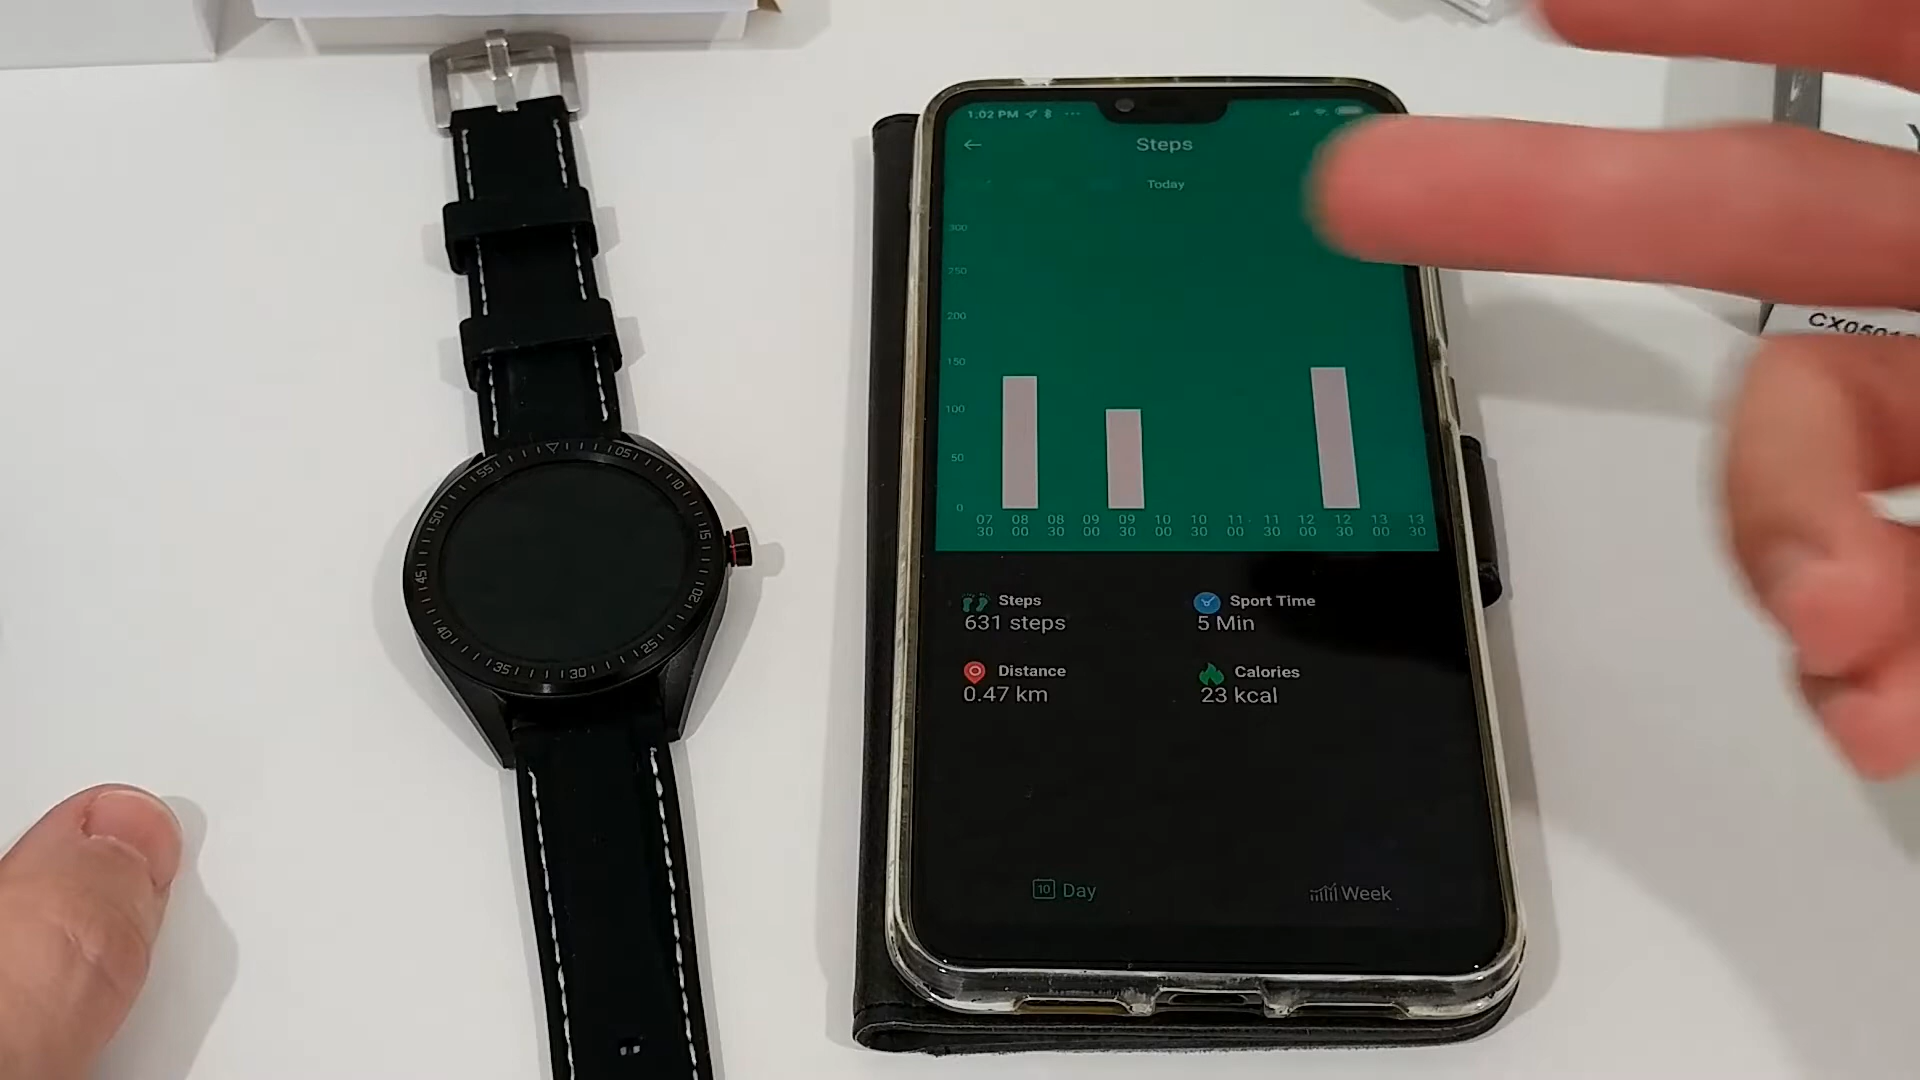 1:02 PM
Steps
Today
300
250
200
150
100
50
0
07 08 08 09 09 10 10 11 11 12 12 13 13
30 00 30 00 30 00 30 00 30 00 30 00 30
Steps
631 steps
Sport Time
5 Min
Distance
0.47 km
Calories
23 kcal
10 Day
Week
05
10
15
20
25
30
35
40
45
50
55